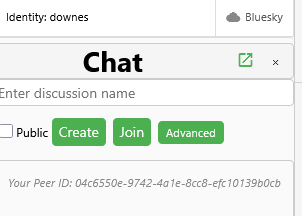 Identity: downes
Bluesky
Chat
×
Enter discussion name
Public Create Join Advanced
Your Peer ID: 04c6550e-9742-4a1e-8cc8-efc10139b0cb